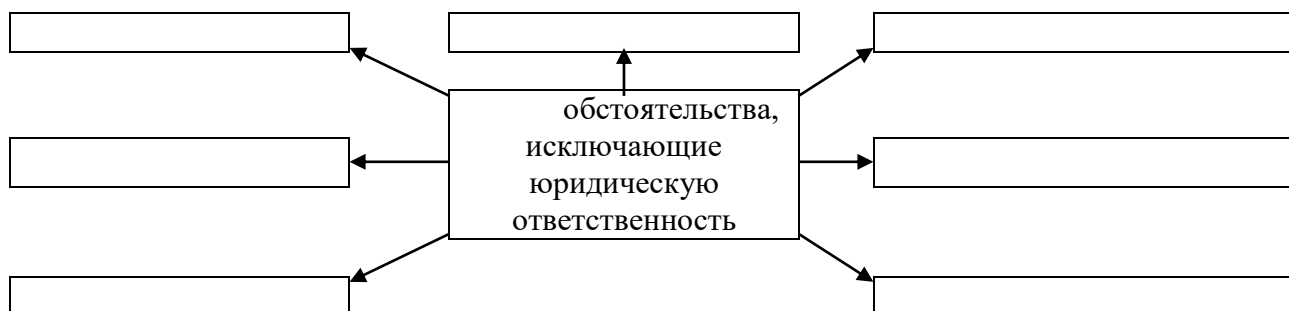 обстоятельства,
исключающие
юридическую
ответственность